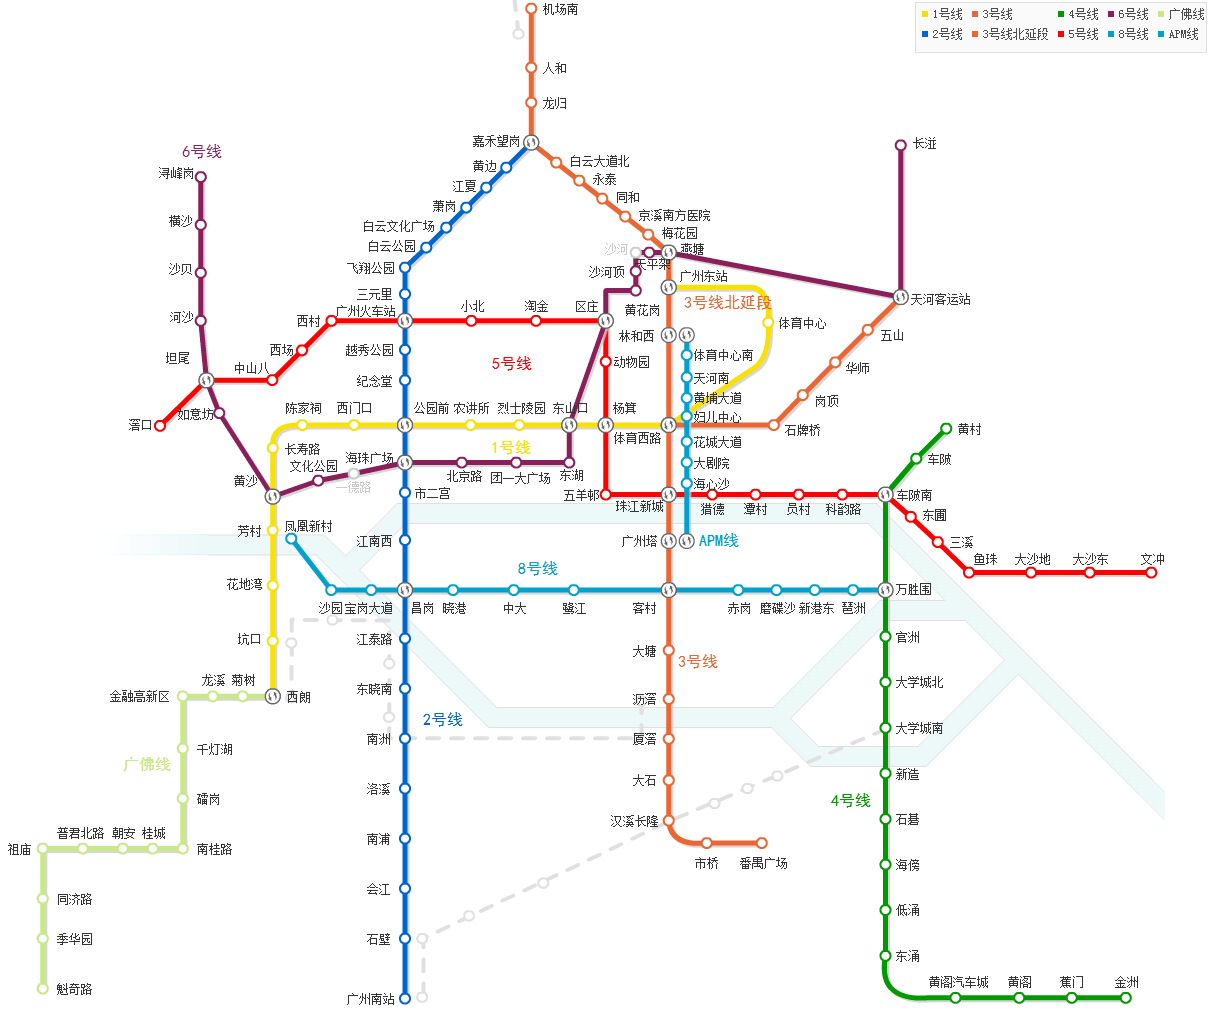 1号线
3号线
4号线
6号线
广佛线
2号线
3号线北延段
5号线
8号线
APM线
机场南
人和
龙归
嘉禾望岗
6号线
浔峰岗
横沙
沙贝
河沙
坦尾
中山八
西场
西村
滘口
如意坊
黄边
江夏
萧岗
白云文化广场
白云公园
飞翔公园
三元里
广州火车站
越秀公园
纪念堂
白云大道北
永泰
同和
京溪南方医院
梅花园
燕塘
沙河
天平架
沙河顶
黄花岗
广州东站
3号线北延段
长湴
天河客运站
五山
华师
岗顶
石牌桥
小北
淘金
区庄
5号线
动物园
林和西
体育中心
体育中心南
天河南
黄埔大道
妇儿中心
花城大道
大剧院
海心沙
陈家祠
西门口
公园前
农讲所
烈士陵园
东山口
杨箕
体育西路
1号线
长寿路
文化公园
海珠广场
一德路
黄沙
北京路
团一大广场
东湖
市二宫
五羊邨
珠江新城
猎德
潭村
员村
科韵路
车陂南
黄村
车陂
东圃
三溪
鱼珠
大沙地
大沙东
文冲
芳村
凤凰新村
江南西
广州塔
APM线
8号线
花地湾
沙园
宝岗大道
昌岗
晓港
中大
鹭江
客村
赤岗
磨碟沙
新港东
琶洲
万胜围
坑口
江泰路
大塘
3号线
官洲
龙溪
菊树
西朗
金融高新区
东晓南
沥滘
大学城北
2号线
南洲
厦滘
大学城南
千灯湖
广佛线
洛溪
大石
新造
礌岗
4号线
汉溪长隆
石碁
普君北路
朝安
桂城
祖庙
南桂路
南浦
市桥
番禺广场
海傍
会江
同济路
低涌
季华园
石壁
东涌
魁奇路
广州南站
黄阁汽车城
黄阁
蕉门
金洲